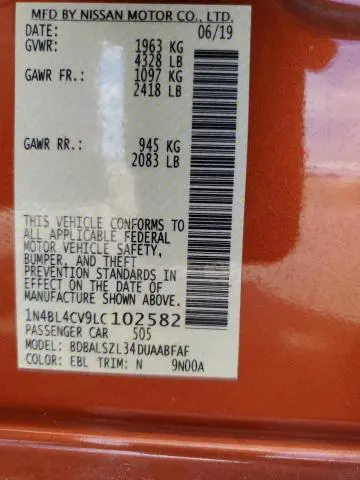 MFD BY NISSAN MOTOR CO., LTD.
DATE: 06/19
GVWR: 1963 KG
4328 LB
GAWR FR.: 1097 KG
2418 LB
GAWR RR.: 945 KG
2083 LB
THIS VEHICLE CONFORMS TO
ALL APPLICABLE FEDERAL
MOTOR VEHICLE SAFETY,
BUMPER, AND THEFT
PREVENTION STANDARDS IN
EFFECT ON THE DATE OF
MANUFACTURE SHOWN ABOVE.
1N4BL4CV9LC102582
PASSENGER CAR 505
MODEL: BDBALSZL34DUAABFAF
COLOR: EBL TRIM: N 9N00A